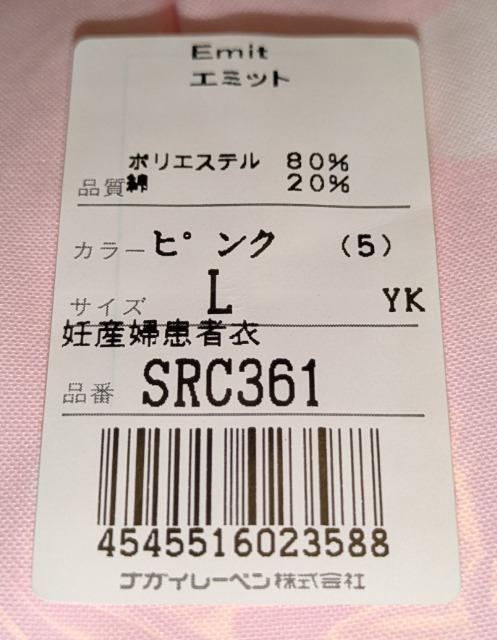 Emit
エミット
ポリエステル 80%
品質 綿 20%
カラー ピンク (5)
サイズ L YK
妊産婦患者衣
品番 SRC361
4545516023588
ナガイレーベン株式会社